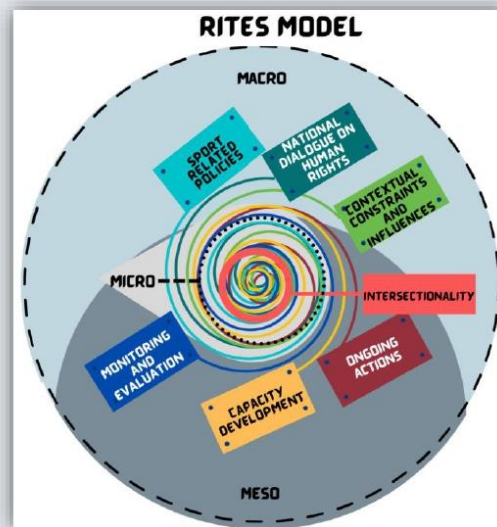 RITES MODEL
MACRO
SPORT
RELATED
POLICIES
NATIONAL
DIALOGUE ON
HUMAN
RIGHTS
CONTEXTUAL
CONSTRAINTS
AND
INFLUENCES
MICRO
INTERSECTIONALITY
MONITORING
AND
EVALUATION
CAPACITY
DEVELOPMENT
ONGOING
ACTIONS
MESO